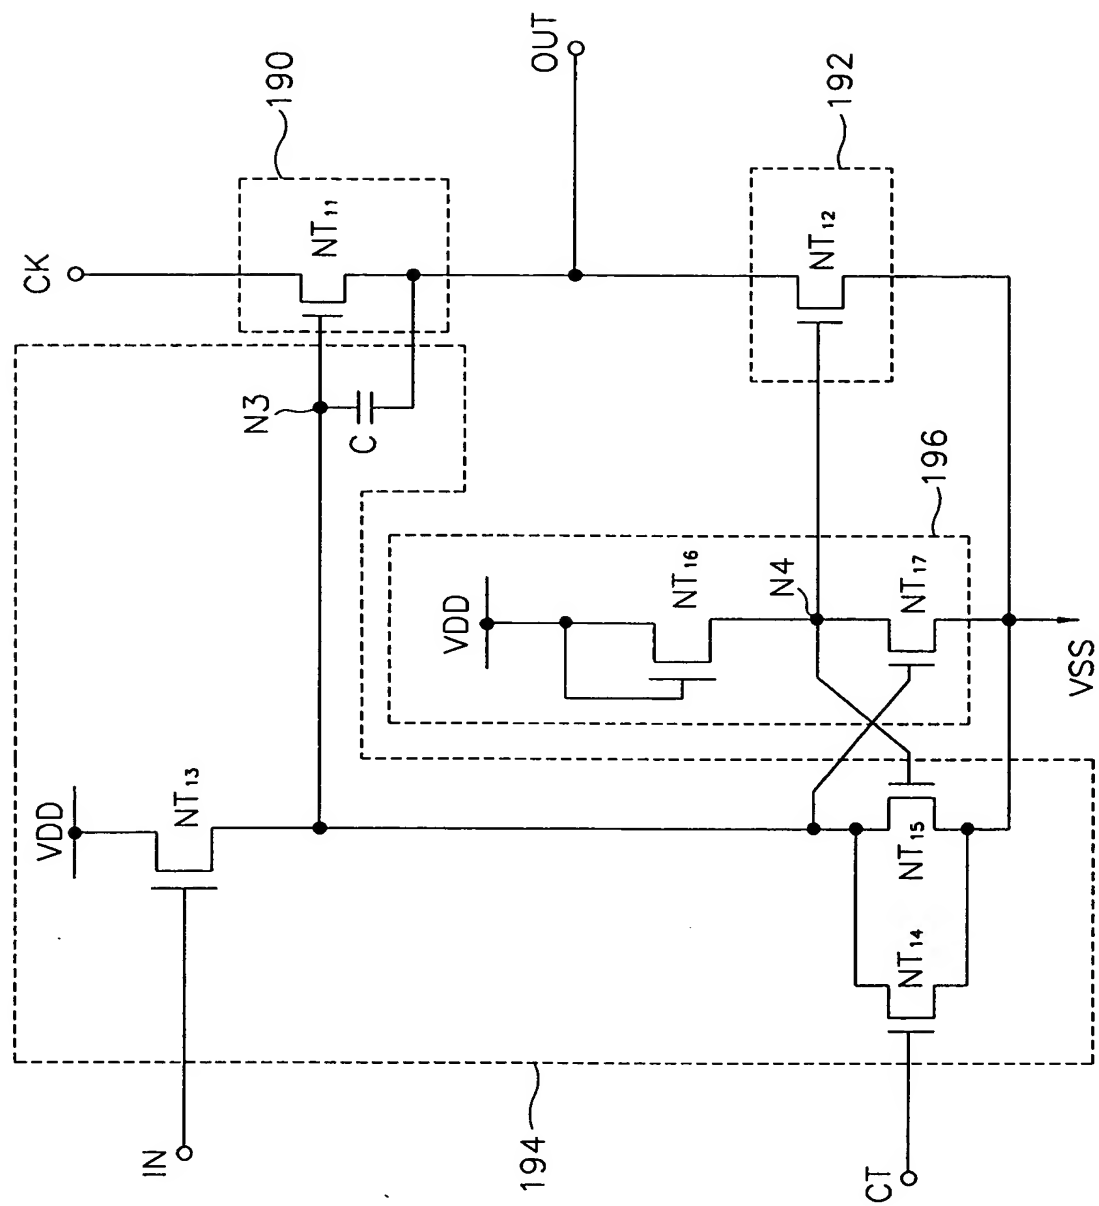 CK
190
NT11
OUT
N3
C
VDD
NT13
IN
194
VDD
NT16
N4
NT17
196
NT12
192
NT15
NT14
CT
VSS